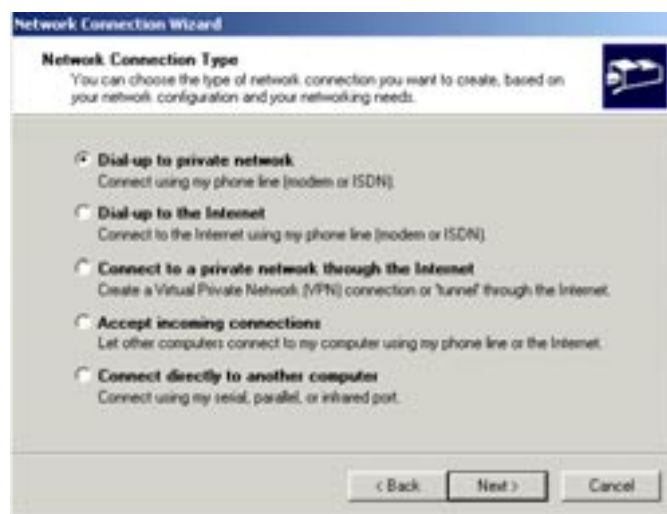 Network Connection Wizard
Network Connection Type
You can choose the type of network connection you want to create, based on
your network configuration and your networking needs.
Dial-up to private network
Connect using my phone line (modem or ISDN).
Dial-up to the Internet
Connect to the Internet using my phone line (modem or ISDN).
Connect to a private network through the Internet
Create a Virtual Private Network (VPN) connection or 'tunnel' through the Internet.
Accept incoming connections
Let other computers connect to my computer using my phone line or the Internet.
Connect directly to another computer
Connect using my serial, parallel, or infrared port.
< Back
Next >
Cancel